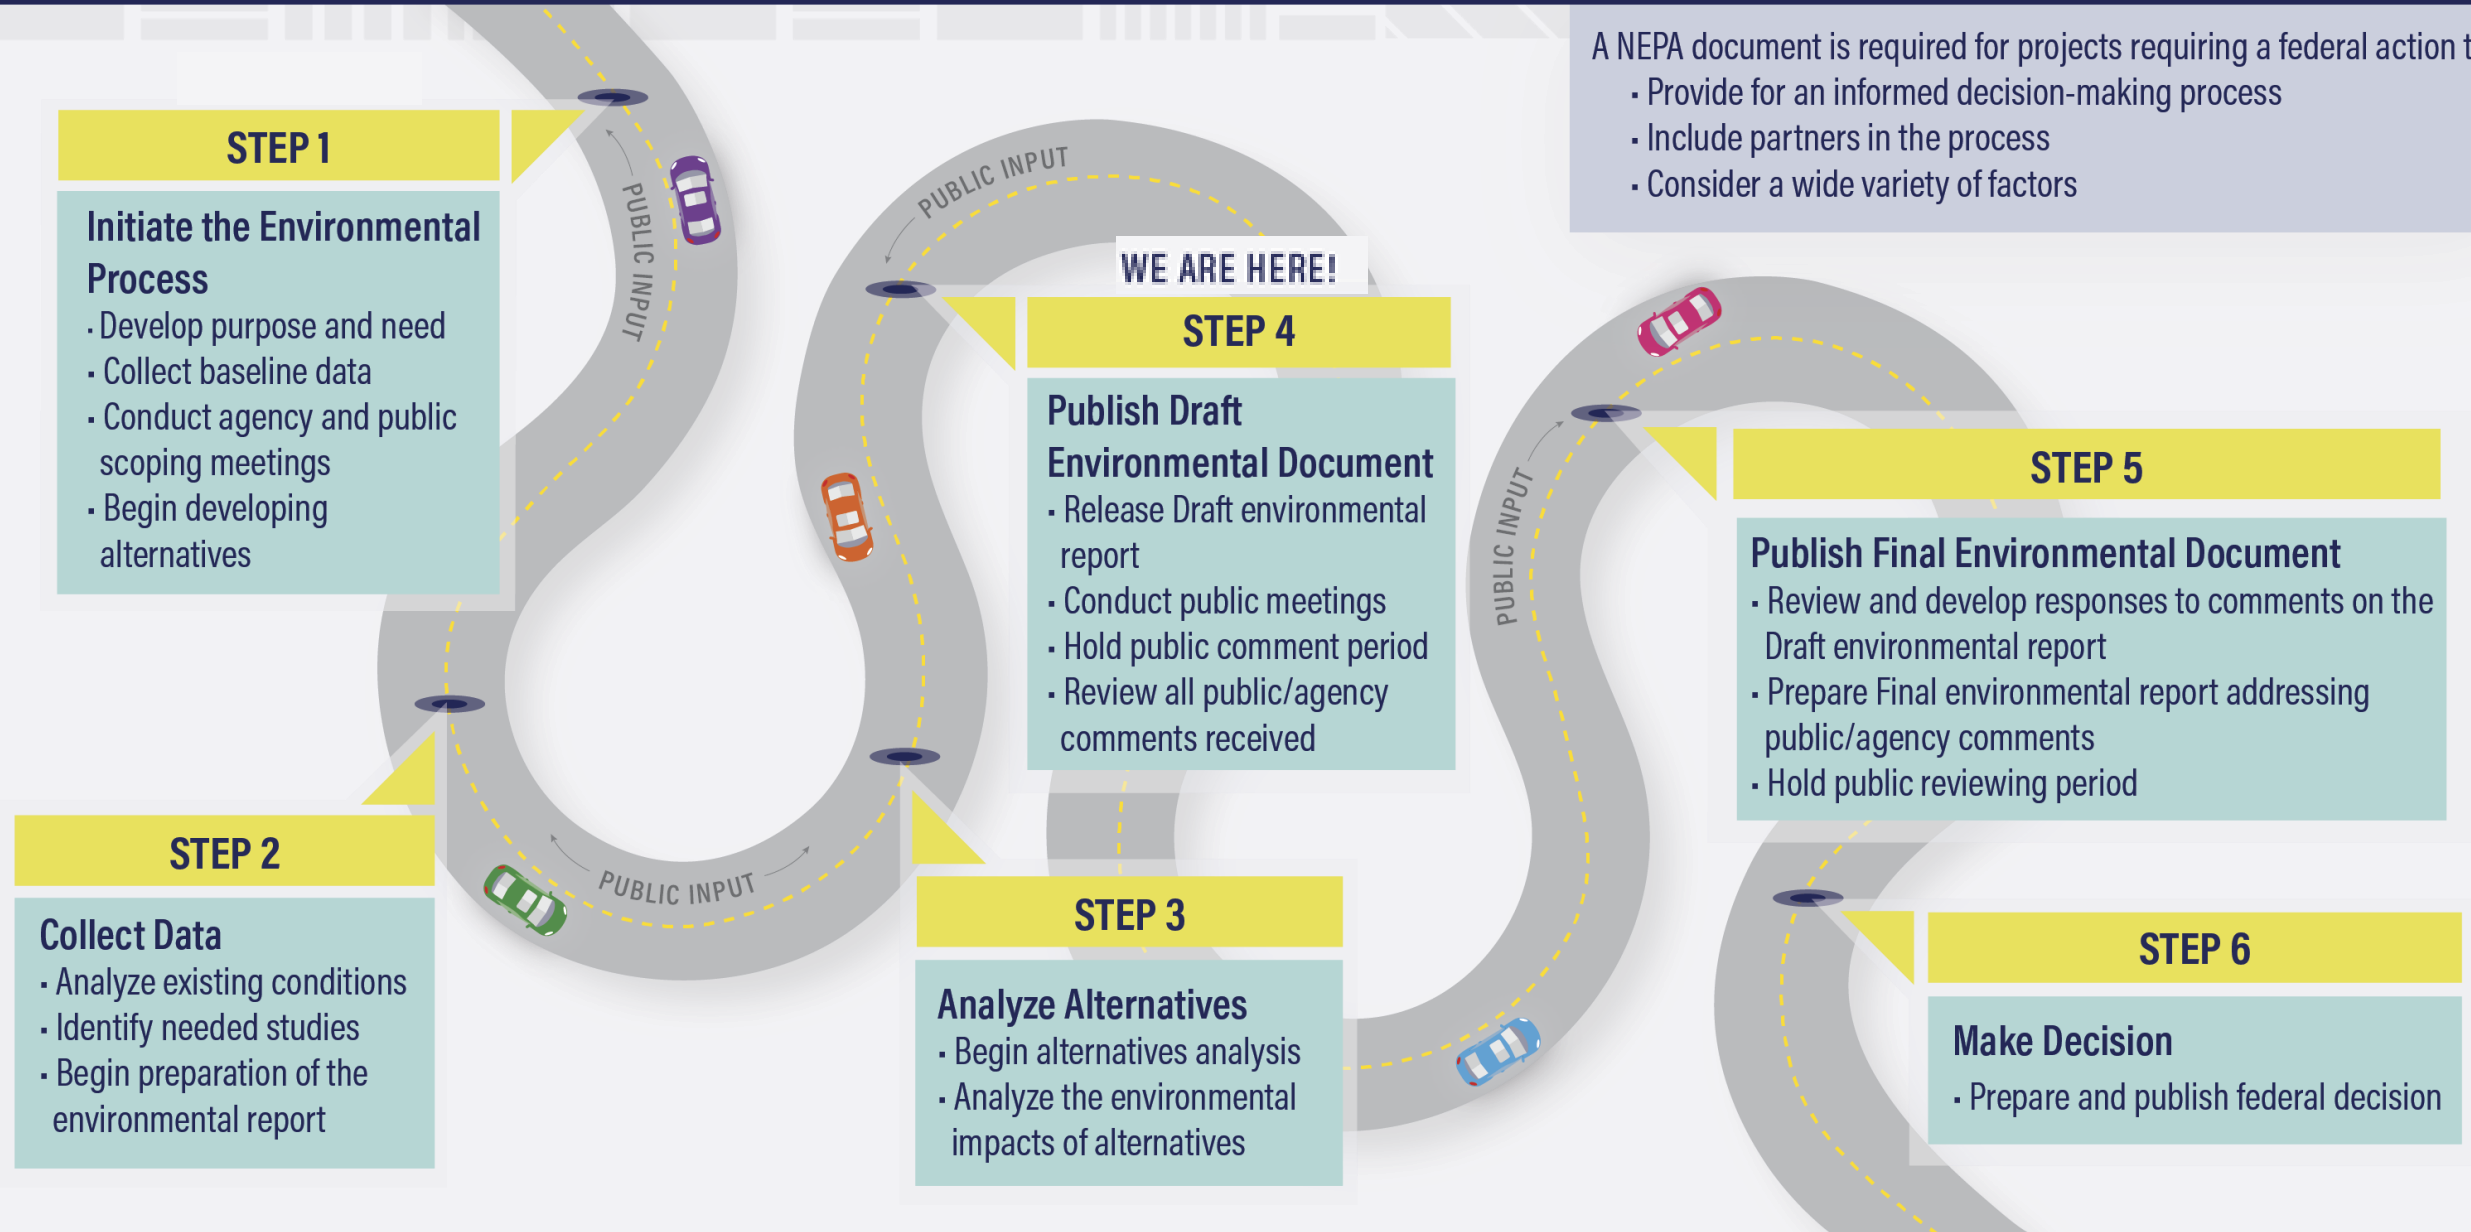 A NEPA document is required for projects requiring a federal action t
· Provide for an informed decision-making process
· Include partners in the process
· Consider a wide variety of factors
STEP 1
Initiate the Environmental
Process
· Develop purpose and need
· Collect baseline data
· Conduct agency and public
scoping meetings
· Begin developing
alternatives
PUBLIC INPUT
STEP 2
Collect Data
· Analyze existing conditions
· Identify needed studies
· Begin preparation of the
environmental report
PUBLIC INPUT
STEP 3
Analyze Alternatives
· Begin alternatives analysis
· Analyze the environmental
impacts of alternatives
PUBLIC INPUT
WE ARE HERE!
STEP 4
Publish Draft
Environmental Document
· Release Draft environmental
report
· Conduct public meetings
· Hold public comment period
· Review all public/agency
comments received
PUBLIC INPUT
STEP 5
Publish Final Environmental Document
· Review and develop responses to comments on the
Draft environmental report
· Prepare Final environmental report addressing
public/agency comments
· Hold public reviewing period
STEP 6
Make Decision
· Prepare and publish federal decision